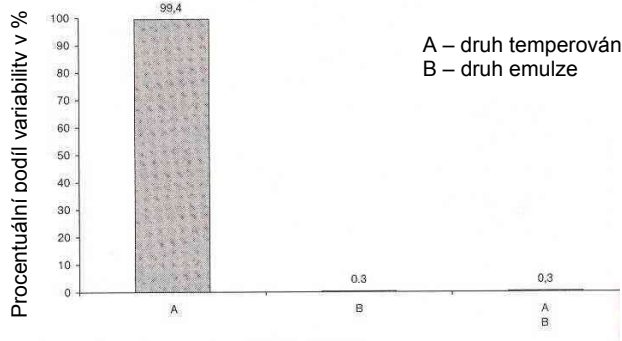 Procentuální podíl variability v %
99,4
A – druh temperován
B – druh emulze
100
90
80
70
60
50
40
30
20
10
0
0.3
0,3
A
B
A
B